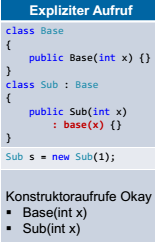 Expliziter Aufruf
class Base
{
    public Base(int x) {}
}
class Sub : Base
{
    public Sub(int x)
        : base(x) {}
}
Sub s = new Sub(1);
Konstruktoraufrufe Okay
▪ Base(int x)
▪ Sub(int x)